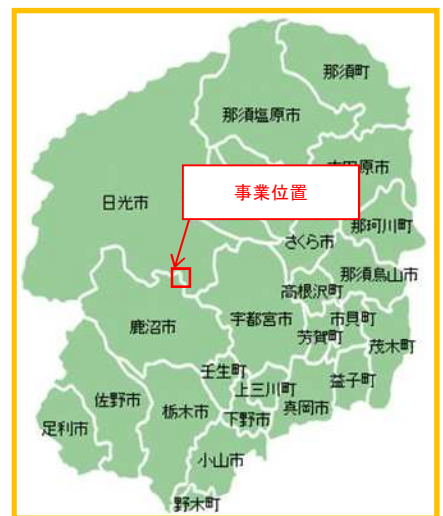 那須町
那須塩原市
原市
日光市
事業位置
那珂川町
さくら市
那須烏山市
高根沢町
鹿沼市
宇都宮市
市貝町
芳賀町
茂木町
壬生町
上三川町
益子町
佐野市
栃木市
下野市
真岡市
足利市
小山市
野木町